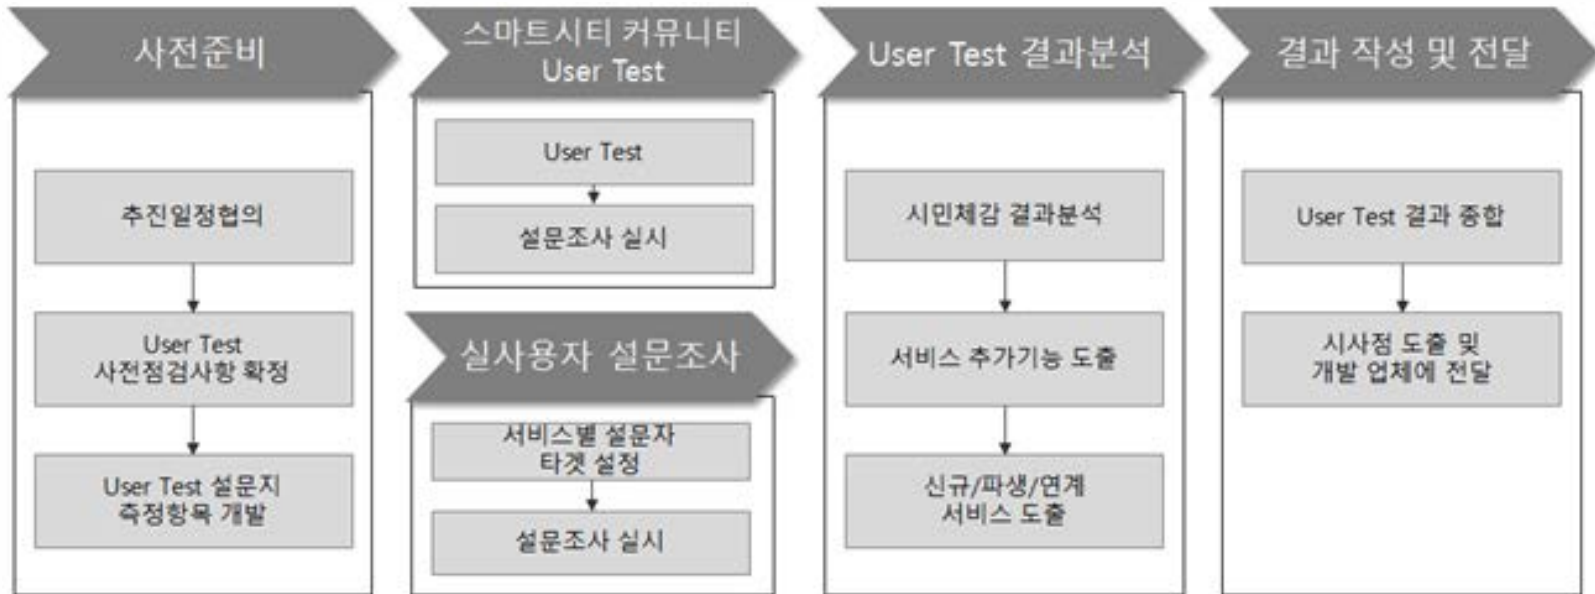 사전준비
추진일정협의
User Test
사전점검사항 확정
User Test 설문지
측정항목 개발
스마트시티 커뮤니티
User Test
User Test
설문조사 실시
실사용자 설문조사
서비스별 설문자
타겟 설정
설문조사 실시
User Test 결과분석
시민체감 결과분석
서비스 추가기능 도출
신규/파생/연계
서비스 도출
결과 작성 및 전달
User Test 결과 종합
시사점 도출 및
개발 업체에 전달